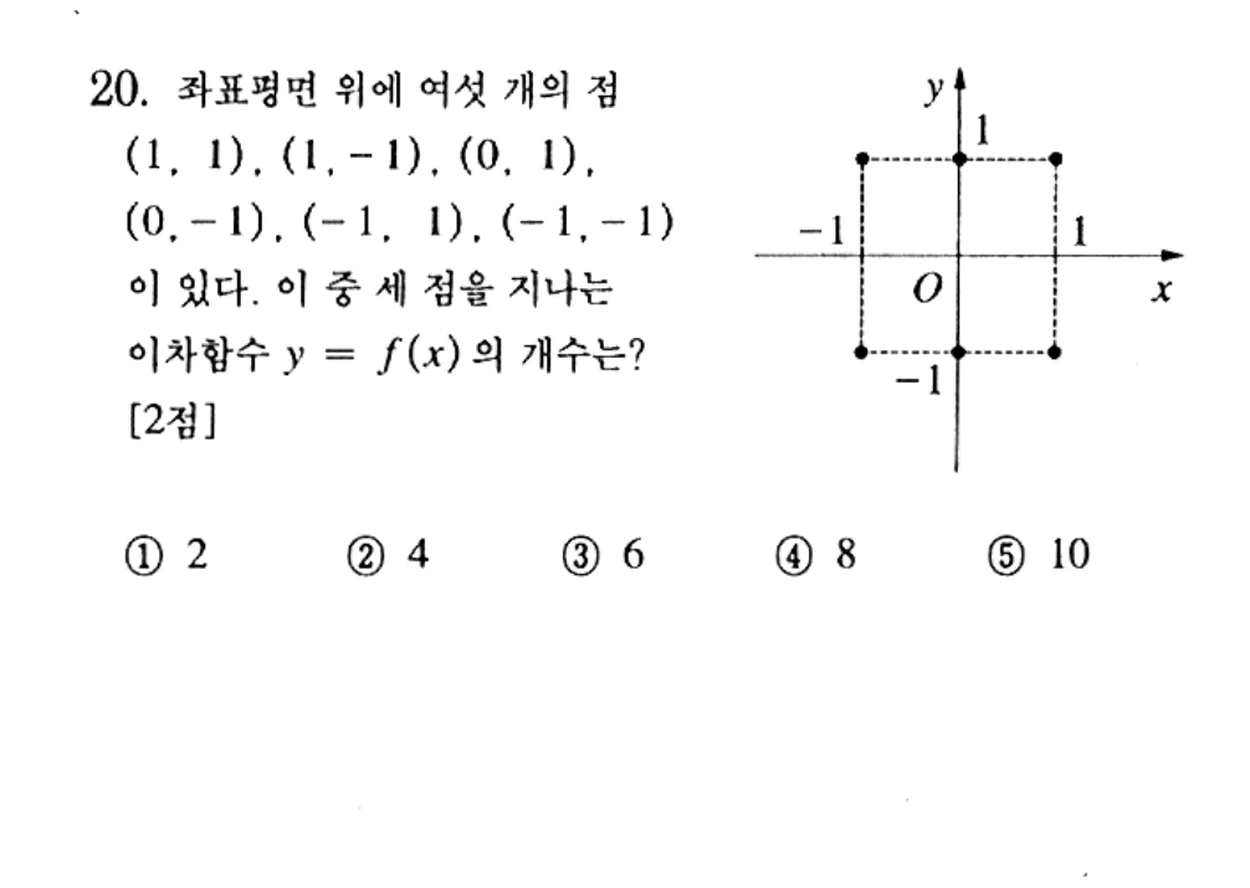 20. 좌표평면 위에 여섯 개의 점
(1, 1), (1, -1), (0, 1),
(0, -1), (-1, 1), (-1, -1)
이 있다. 이 중 세 점을 지나는
이차함수 y = f(x)의 개수는?
[2점]
y
1
-1
1
O
x
-1
① 2 ② 4 ③ 6 ④ 8 ⑤ 10